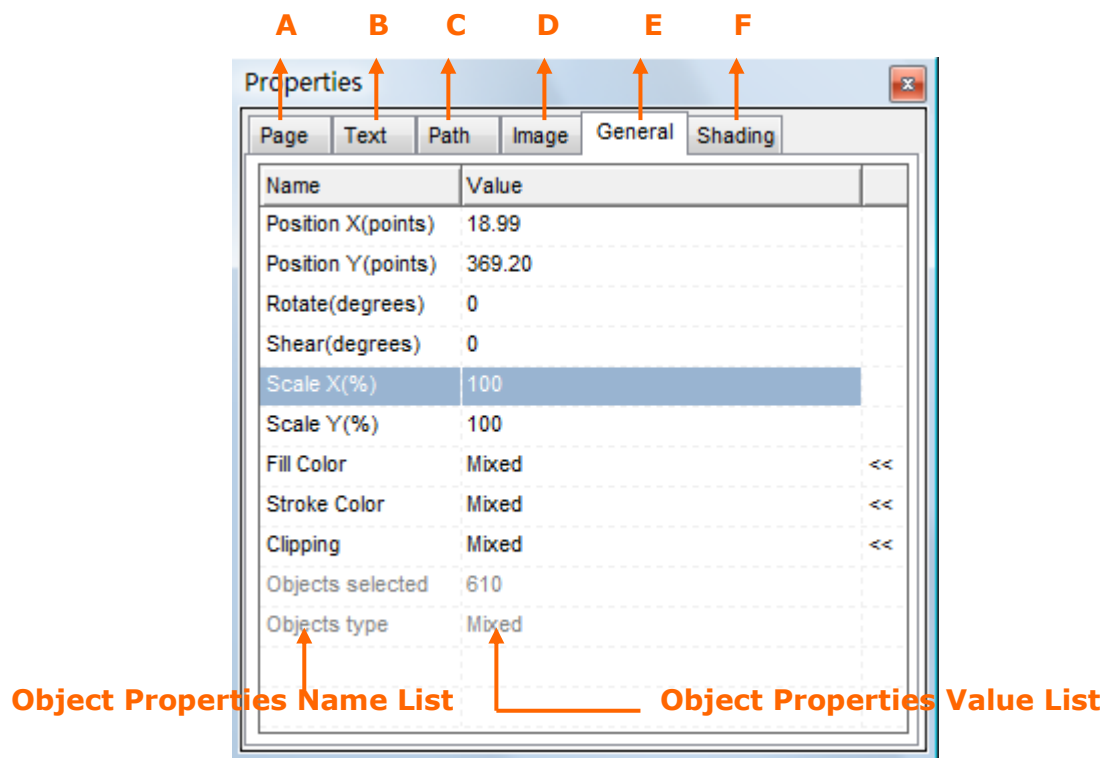 A B C D E F
Properties
Page Text Path Image General Shading
Name Value
Position X(points) 18.99
Position Y(points) 369.20
Rotate(degrees) 0
Shear(degrees) 0
Scale X(%) 100
Scale Y(%) 100
Fill Color Mixed <<
Stroke Color Mixed <<
Clipping Mixed <<
Objects selected 610
Objects type Mixed
Object Properties Name List Object Properties Value List